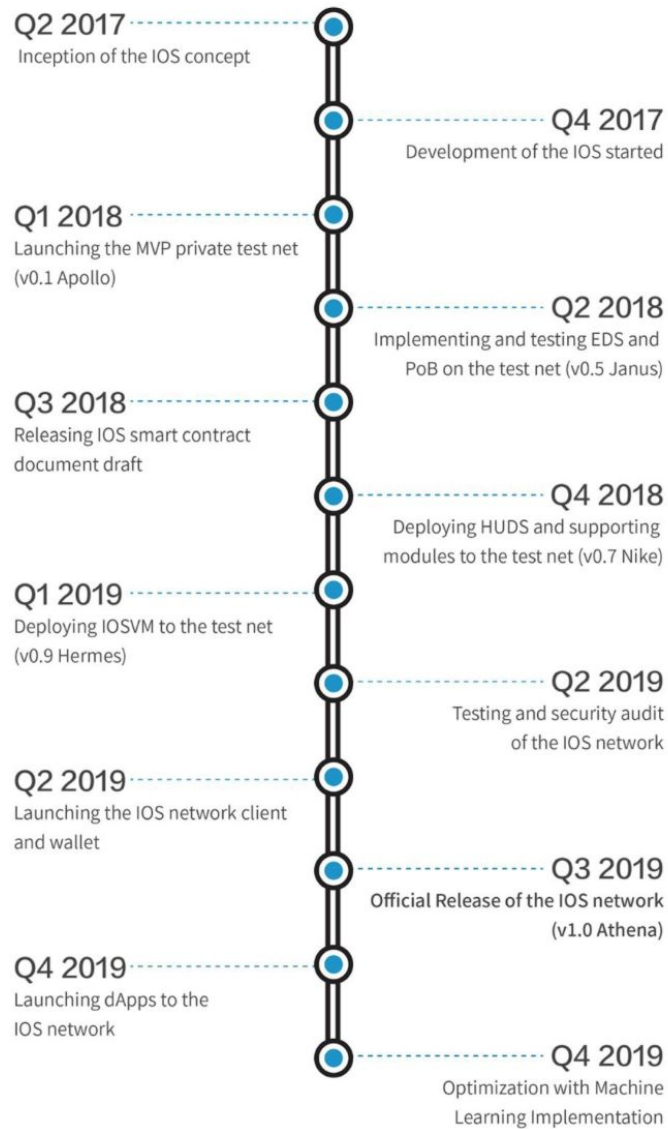 Q2 2017
Inception of the IOS concept
Q4 2017
Development of the IOS started
Q1 2018
Launching the MVP private test net
(v0.1 Apollo)
Q2 2018
Implementing and testing EDS and
PoB on the test net (v0.5 Janus)
Q3 2018
Releasing IOS smart contract
document draft
Q4 2018
Deploying HUDS and supporting
modules to the test net (v0.7 Nike)
Q1 2019
Deploying IOSVM to the test net
(v0.9 Hermes)
Q2 2019
Testing and security audit
of the IOS network
Q2 2019
Launching the IOS network client
and wallet
Q3 2019
Official Release of the IOS network
(v1.0 Athena)
Q4 2019
Launching dApps to the
IOS network
Q4 2019
Optimization with Machine
Learning Implementation